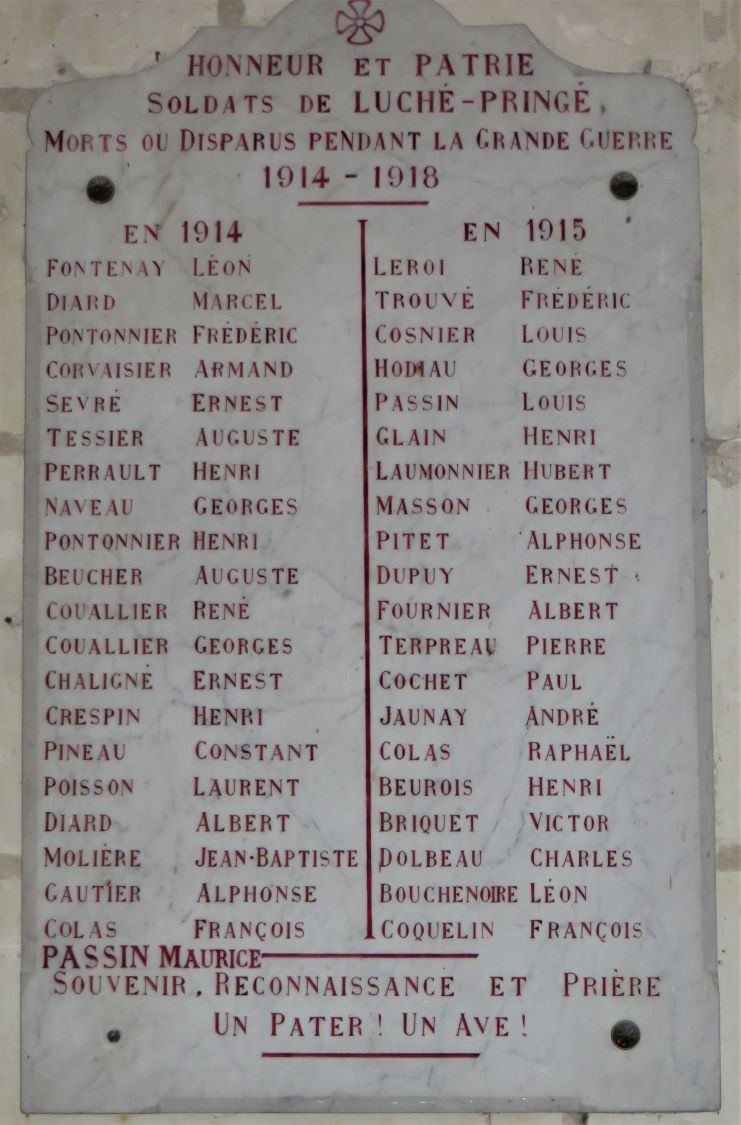 HONNEUR ET PATRIE
SOLDATS DE LUCHÉ-PRINGÉ,
MORTS OU DISPARUS PENDANT LA GRANDE GUERRE
1914 - 1918
EN 1914
FONTENAY LÉON
DIARD MARCEL
PONTONNIER FRÉDÉRIC
CORVAISIER ARMAND
SEVRÉ ERNEST
TESSIER AUGUSTE
PERRAULT HENRI
NAVEAU GEORGES
PONTONNIER HENRI
BEUCHER AUGUSTE
COUALLIER RENÉ
COUALLIER GEORGES
CHALIGNÉ ERNEST
CRESPIN HENRI
PINEAU CONSTANT
POISSON LAURENT
DIARD ALBERT
MOLIÈRE JEAN-BAPTISTE
GAUTIER ALPHONSE
COLAS FRANÇOIS
PASSIN MAURICE
EN 1915
LEROI RENÉ
TROUVÉ FRÉDÉRIC
COSNIER LOUIS
HODIAU GEORGES
PASSIN LOUIS
GLAIN HENRI
LAUMONNIER HUBERT
MASSON GEORGES
PITET ALPHONSE
DUPUY ERNEST
FOURNIER ALBERT
TERPREAU PIERRE
COCHET PAUL
JAUNAY ANDRÉ
COLAS RAPHAËL
BEUROIS HENRI
BRIQUET VICTOR
DOLBEAU CHARLES
BOUCHENOIRE LÉON
COQUELIN FRANÇOIS
SOUVENIR, RECONNAISSANCE ET PRIÈRE
UN PATER ! UN AVE !